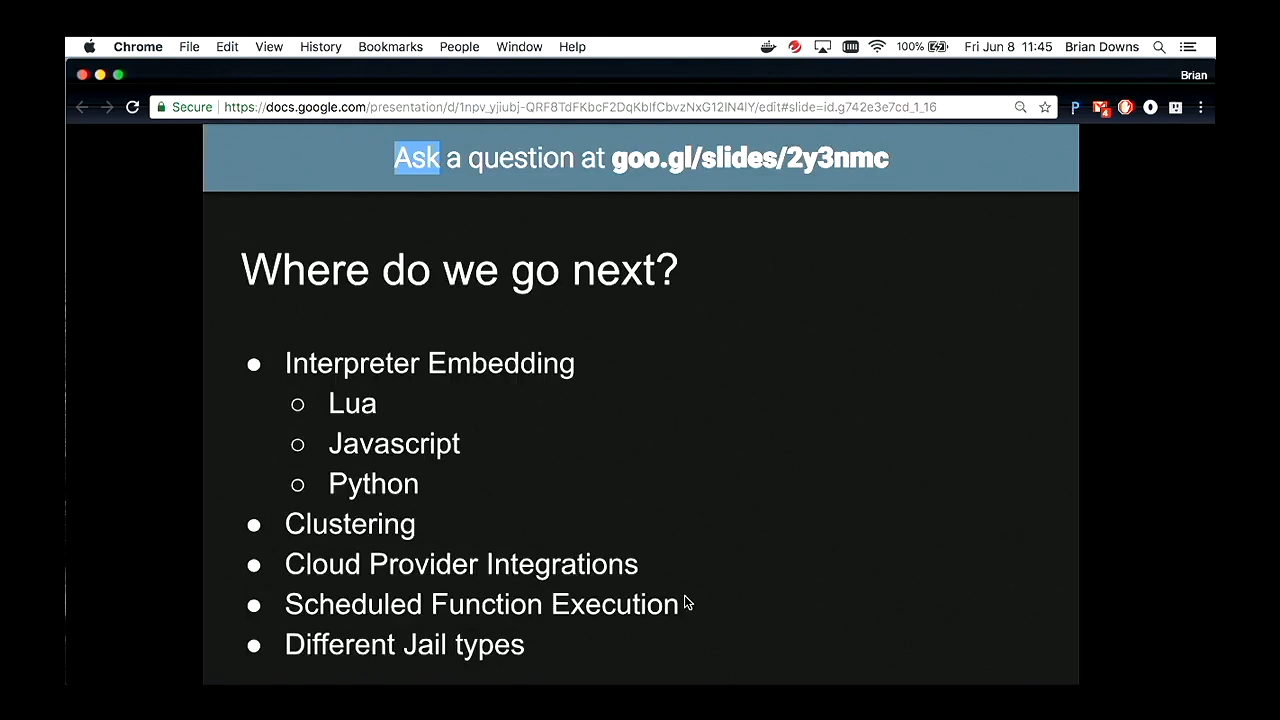 Chrome File Edit View History Bookmarks People Window Help 100% Fri Jun 8 11:45 Brian Downs
Brian
Secure https://docs.google.com/presentation/d/1npv_yjiubj-QRF8TdFKbcF2DqKbIfCbvzNxG12IN4IY/edit#slide=id.g742e3e7cd_1_16
Ask a question at goo.gl/slides/2y3nmc
Where do we go next?
● Interpreter Embedding
○ Lua
○ Javascript
○ Python
● Clustering
● Cloud Provider Integrations
● Scheduled Function Execution
● Different Jail types